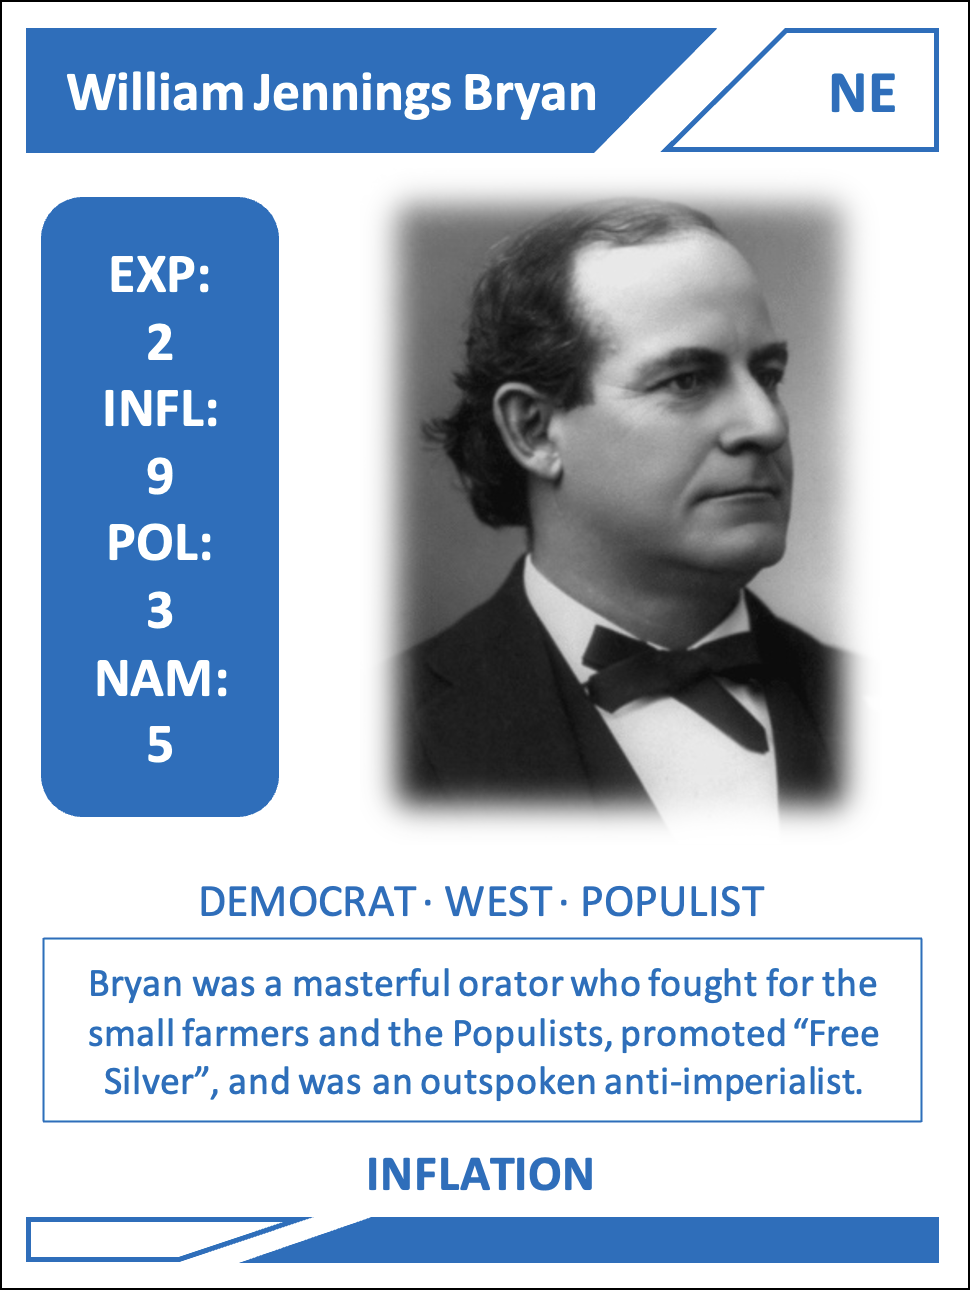 William Jennings Bryan
NE
EXP:
2
INFL:
9
POL:
3
NAM:
5
DEMOCRAT · WEST · POPULIST
Bryan was a masterful orator who fought for the
small farmers and the Populists, promoted “Free
Silver”, and was an outspoken anti-imperialist.
INFLATION